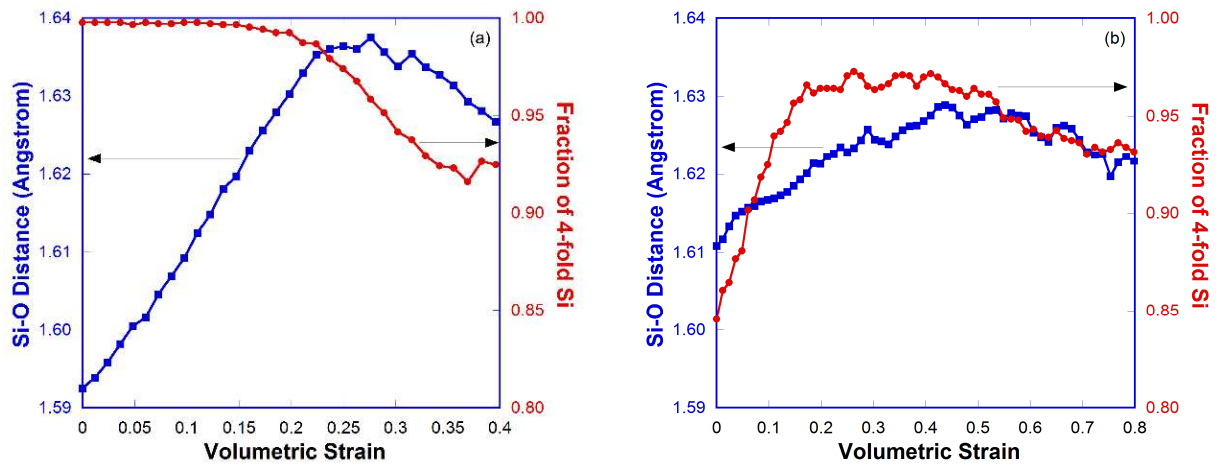 (a)
1.64
1.63
1.62
1.61
1.60
1.59
Si-O Distance (Angstrom)
1.00
0.95
0.90
0.85
0.80
Fraction of 4-fold Si
0 0.05 0.1 0.15 0.2 0.25 0.3 0.35 0.4
Volumetric Strain
(b)
1.64
1.63
1.62
1.61
1.60
1.59
Si-O Distance (Angstrom)
1.00
0.95
0.90
0.85
0.80
Fraction of 4-fold Si
0 0.1 0.2 0.3 0.4 0.5 0.6 0.7 0.8
Volumetric Strain